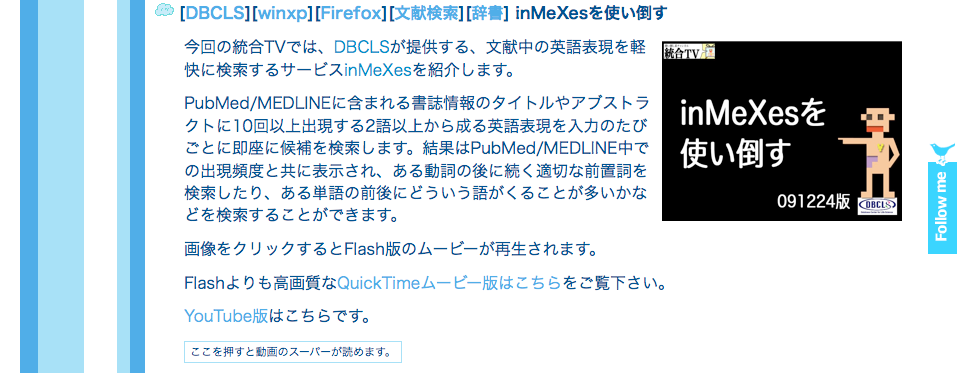 [DBCLS][winxp][Firefox][文献検索][辞書] inMeXesを使い倒す
今回の統合TVでは、DBCLSが提供する、文献中の英語表現を軽
快に検索するサービスinMeXesを紹介します。
PubMed/MEDLINEに含まれる書誌情報のタイトルやアブストラ
クトに10回以上出現する2語以上から成る英語表現を入力のたび
ごとに即座に候補を検索します。結果はPubMed/MEDLINE中で
の出現頻度と共に表示され、ある動詞の後に続く適切な前置詞を
検索したり、ある単語の前後にどういう語がくることが多いかな
どを検索することができます。
画像をクリックするとFlash版のムービーが再生されます。
Flashよりも高画質なQuickTimeムービー版はこちらをご覧下さい。
YouTube版はこちらです。
ここを押すと動画のスーパーが読めます。
統合TV
inMeXesを
使い倒す
091224版
DBCLS
Follow me